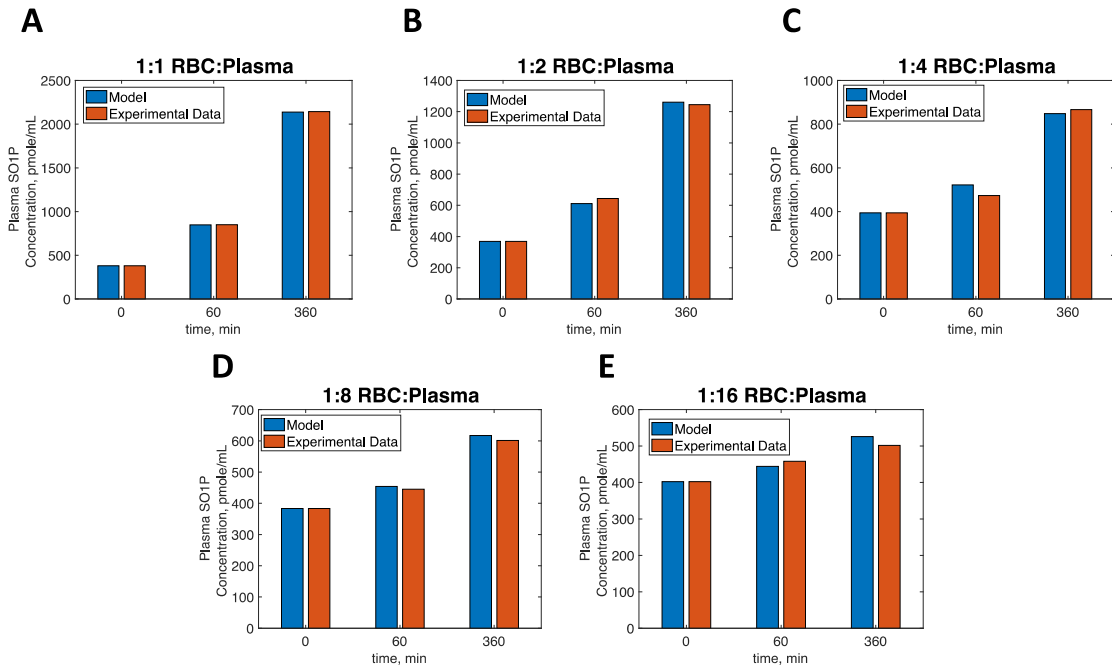 A
1:1 RBC:Plasma
Model
Experimental Data
Plasma SO1P
Concentration, pmole/mL
2500
2000
1500
1000
500
0
0 60 360
time, min
B
1:2 RBC:Plasma
Model
Experimental Data
Plasma SO1P
Concentration, pmole/mL
1400
1200
1000
800
600
400
200
0
0 60 360
time, min
C
1:4 RBC:Plasma
Model
Experimental Data
Plasma SO1P
Concentration, pmole/mL
1000
800
600
400
200
0
0 60 360
time, min
D
1:8 RBC:Plasma
Model
Experimental Data
Plasma SO1P
Concentration, pmole/mL
700
600
500
400
300
200
100
0
0 60 360
time, min
E
1:16 RBC:Plasma
Model
Experimental Data
Plasma SO1P
Concentration, pmole/mL
600
500
400
300
200
100
0
0 60 360
time, min